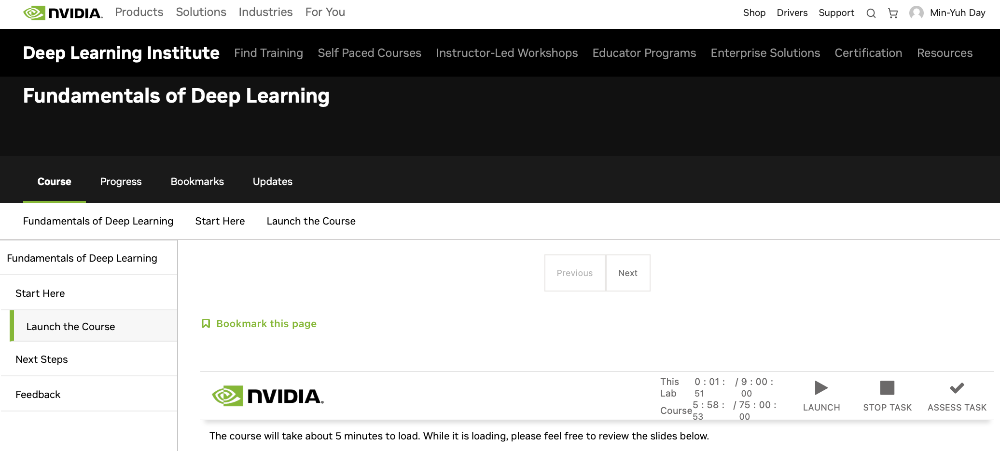 NVIDIA. Products Solutions Industries For You Shop Drivers Support Min-Yuh Day
Deep Learning Institute Find Training Self Paced Courses Instructor-Led Workshops Educator Programs Enterprise Solutions Certification Resources
Fundamentals of Deep Learning
Course Progress Bookmarks Updates
Fundamentals of Deep Learning Start Here Launch the Course
Fundamentals of Deep Learning
Start Here
Launch the Course
Next Steps
Feedback
Previous Next
Bookmark this page
NVIDIA.
This Lab 0 : 01 : 51 / 9 : 00 : 00
Course 5 : 58 : 53 / 75 : 00 : 00
LAUNCH STOP TASK ASSESS TASK
The course will take about 5 minutes to load. While it is loading, please feel free to review the slides below.